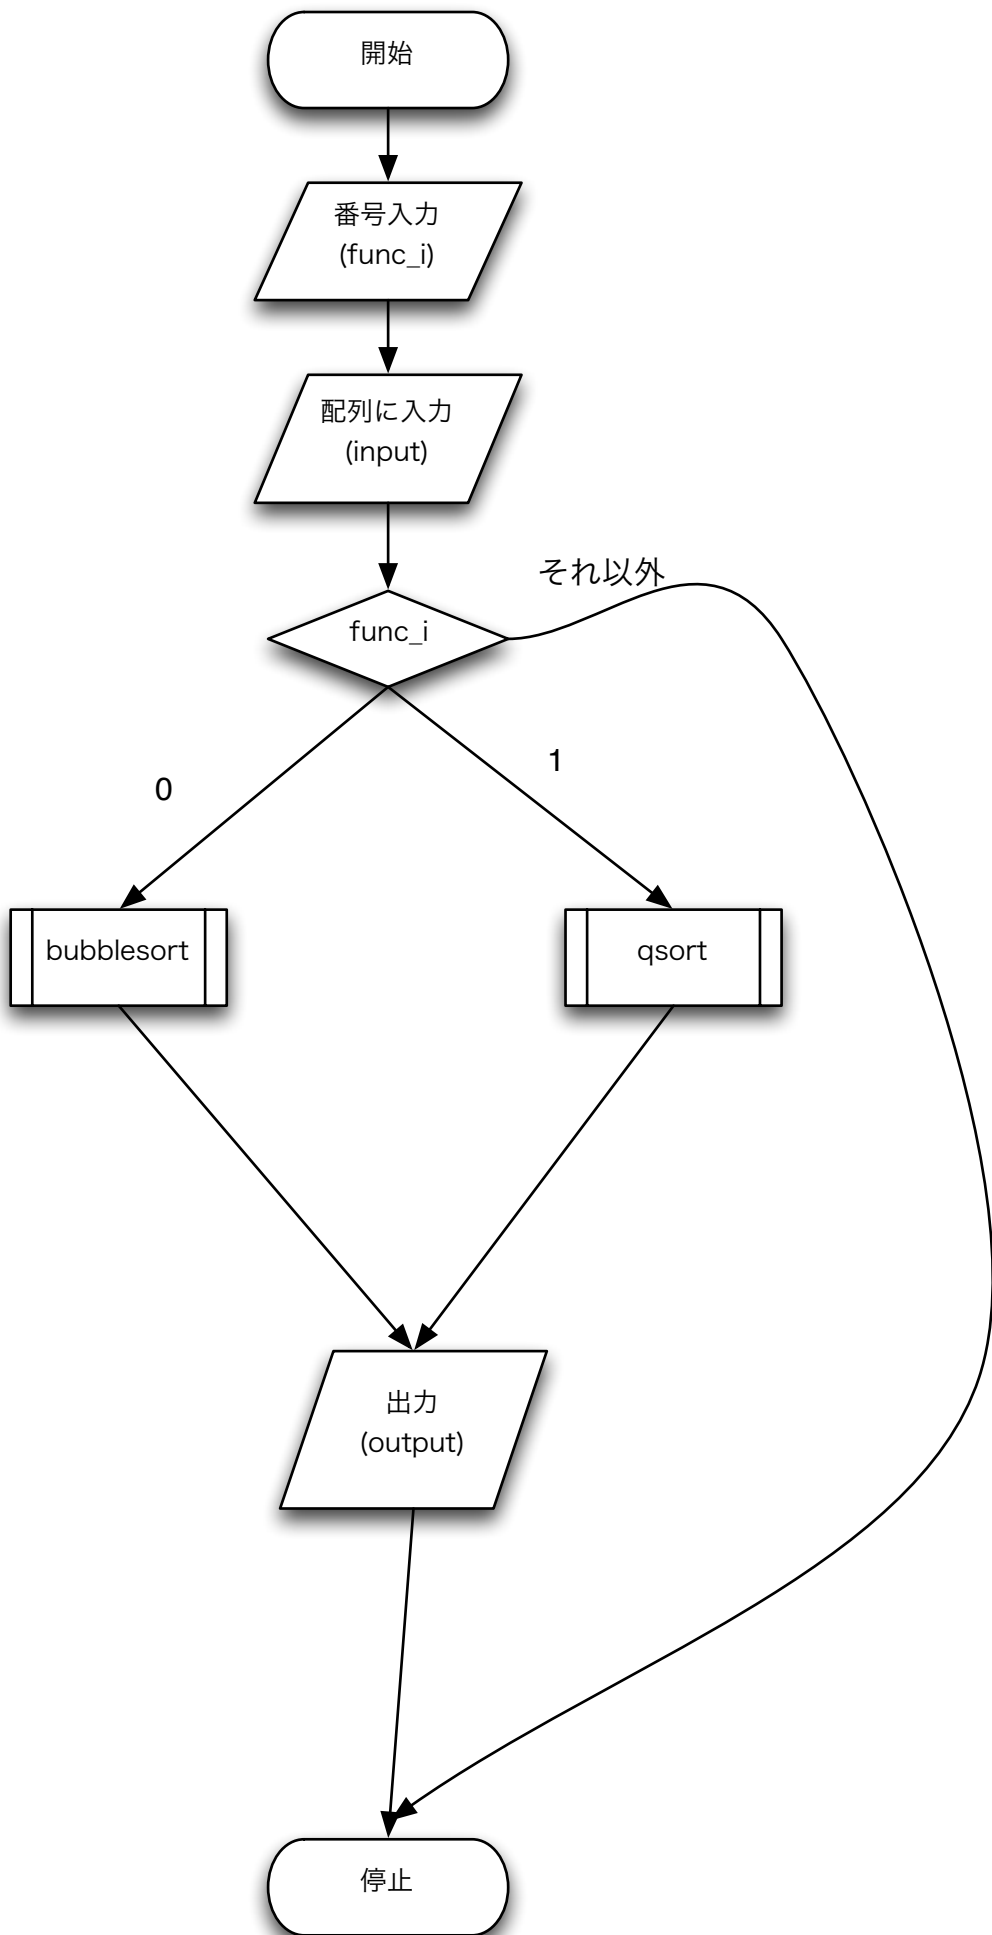 開始
番号入力
(func_i)
配列に入力
(input)
それ以外
func_i
0
1
bubblesort
qsort
出力
(output)
停止